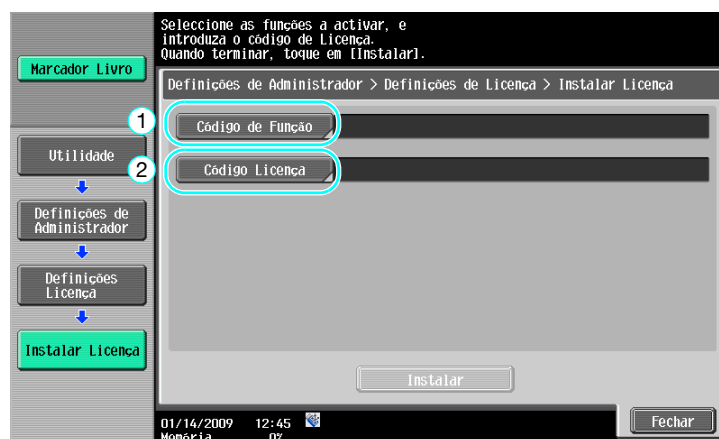 Seleccione as funções a activar, e
introduza o código de Licença.
Quando terminar, toque em [Instalar].
Marcador Livro
Definições de Administrador > Definições de Licença > Instalar Licença
1
Código de Função
Utilidade
2
Código Licença
Definições de
Administrador
Definições
Licença
Instalar Licença
Instalar
01/14/2009 12:45
Fechar
Memória 0%